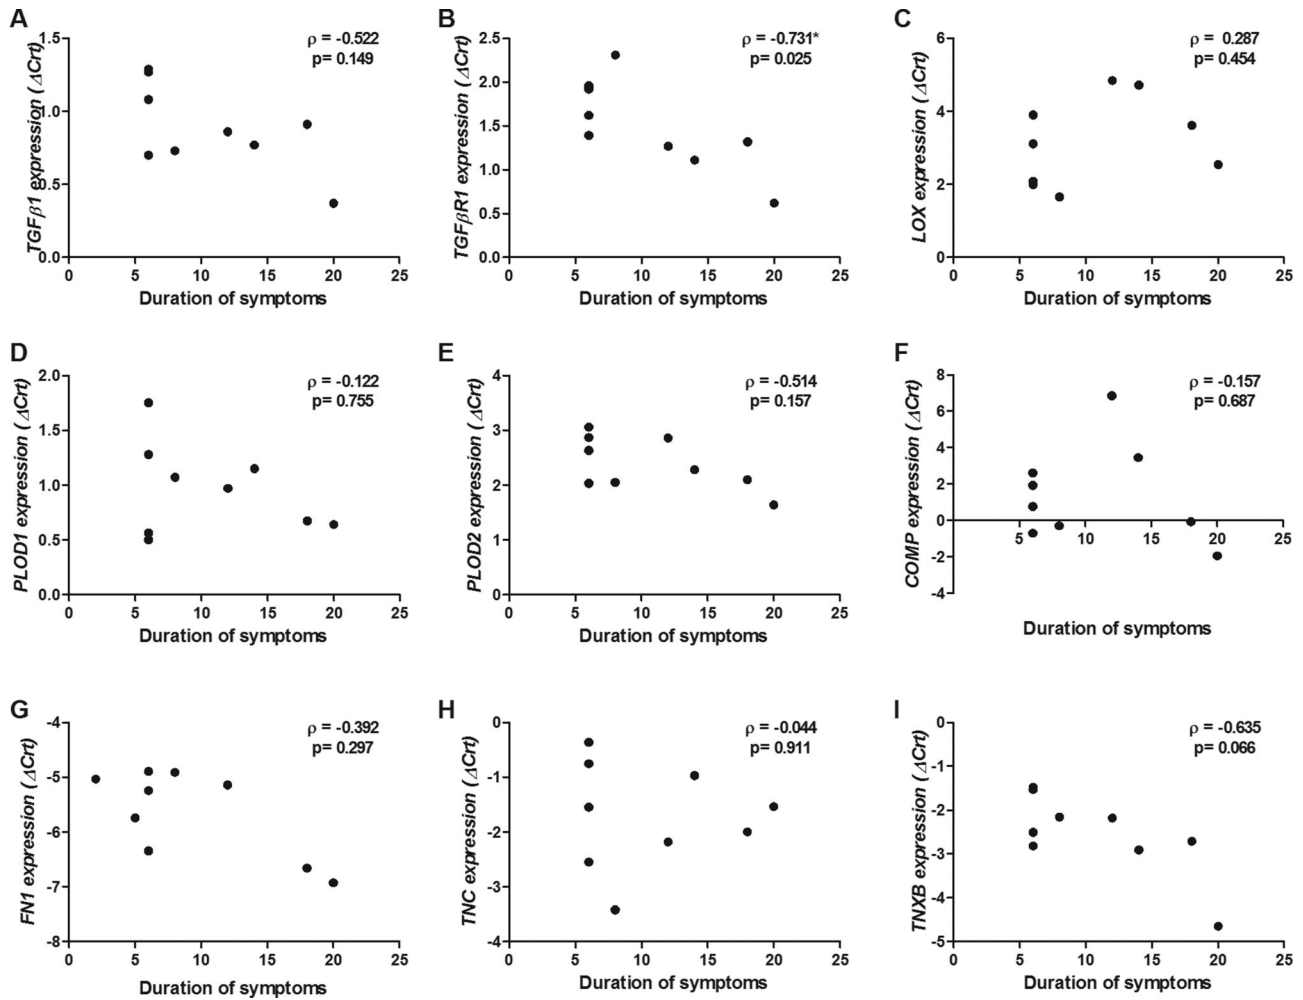 A
TGFβ1 expression (ΔCrt)
1.5
1.0
0.5
0.0
ρ = -0.522
p= 0.149
0 5 10 15 20 25
Duration of symptoms
B
TGFβR1 expression (ΔCrt)
2.5
2.0
1.5
1.0
0.5
0.0
ρ = -0.731*
p= 0.025
0 5 10 15 20 25
Duration of symptoms
C
LOX expression (ΔCrt)
6
4
2
0
ρ = 0.287
p= 0.454
0 5 10 15 20 25
Duration of symptoms
D
PLOD1 expression (ΔCrt)
2.0
1.5
1.0
0.5
0.0
ρ = -0.122
p= 0.755
0 5 10 15 20 25
Duration of symptoms
E
PLOD2 expression (ΔCrt)
4
3
2
1
0
ρ = -0.514
p= 0.157
0 5 10 15 20 25
Duration of symptoms
F
COMP expression (ΔCrt)
8
6
4
2
0
-2
-4
ρ = -0.157
p= 0.687
5 10 15 20 25
Duration of symptoms
G
FN1 expression (ΔCrt)
-4
-5
-6
-7
-8
ρ = -0.392
p= 0.297
0 5 10 15 20 25
Duration of symptoms
H
TNC expression (ΔCrt)
0
-1
-2
-3
-4
ρ = -0.044
p= 0.911
0 5 10 15 20 25
Duration of symptoms
I
TNXB expression (ΔCrt)
0
-1
-2
-3
-4
-5
ρ = -0.635
p= 0.066
0 5 10 15 20 25
Duration of symptoms